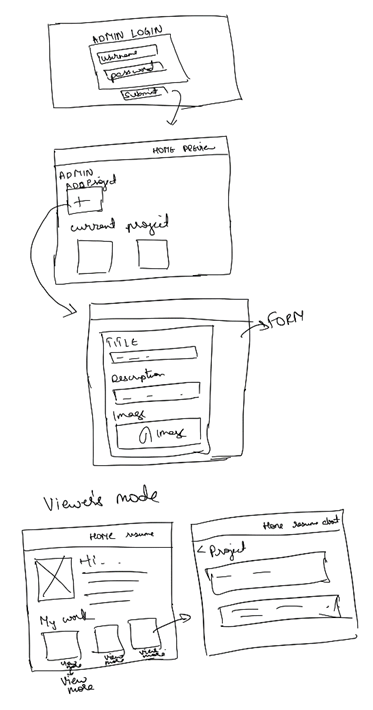 ADMIN LOGIN
username
password
submit
HOME PREVIEW
ADMIN
ADD Project
+
current project
FORM
TITLE
Description
Image
Image
Viewer's mode
HOME resume
Hi...
My work
view more
view more
view more
view more
Home resume about
< Project